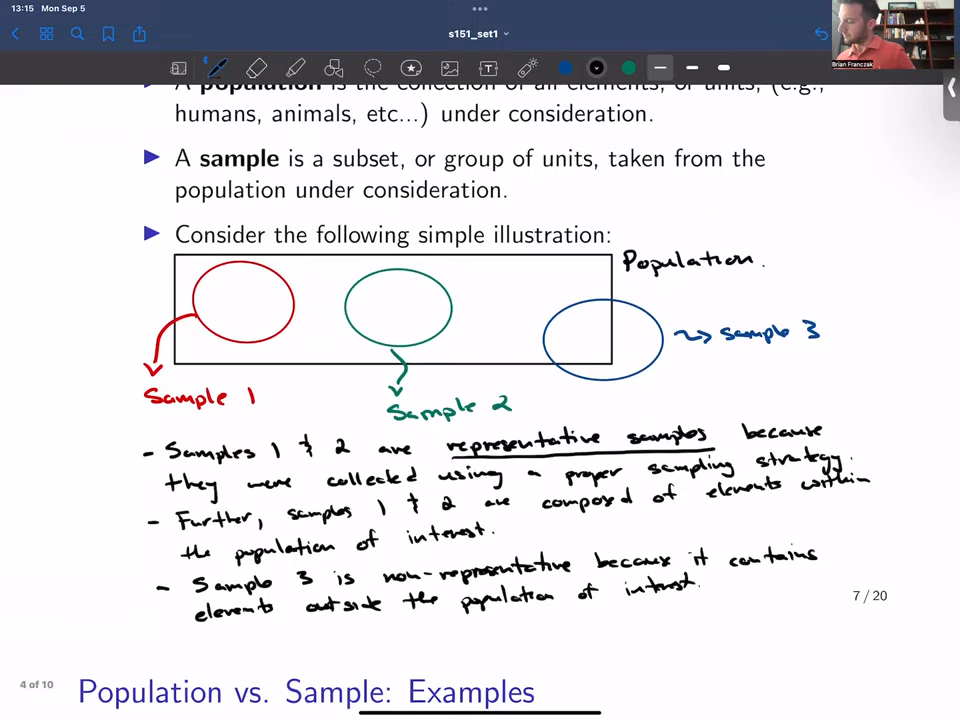 13:15 Mon Sep 5
s151_set1
Brian Franczak
A population is the collection of all elements, or units, (e.g.,
humans, animals, etc...) under consideration.
A sample is a subset, or group of units, taken from the
population under consideration.
Consider the following simple illustration:
Population.
Sample 3
Sample 1
Sample 2
- Samples 1 & 2 are representative samples because
they were collected using a proper sampling strategy.
- Further, samples 1 & 2 are composed of elements within
the population of interest.
- Sample 3 is non-representative because it contains
elements outside the population of interest.
7 / 20
4 of 10
Population vs. Sample: Examples